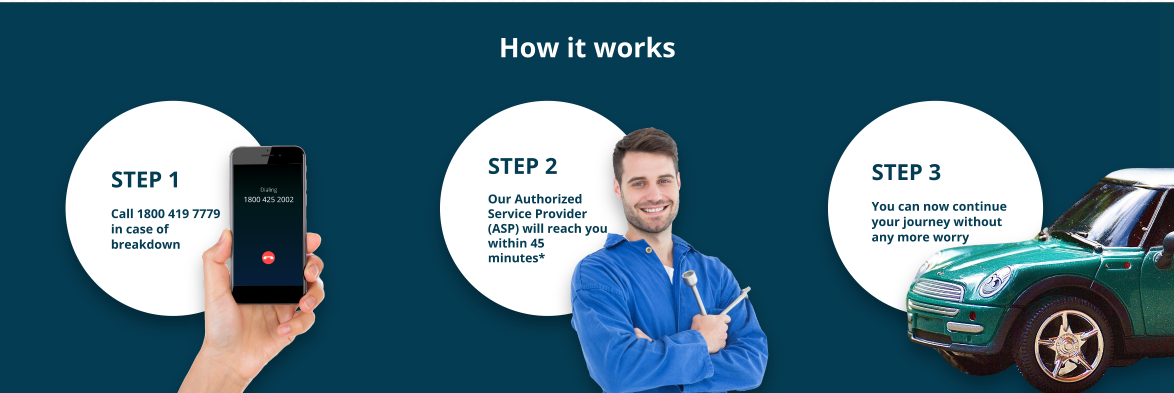 How it works
STEP 1
Call 1800 419 7779
in case of
breakdown
Dialing
1800 425 2002
STEP 2
Our Authorized
Service Provider
(ASP) will reach you
within 45
minutes*
STEP 3
You can now continue
your journey without
any more worry